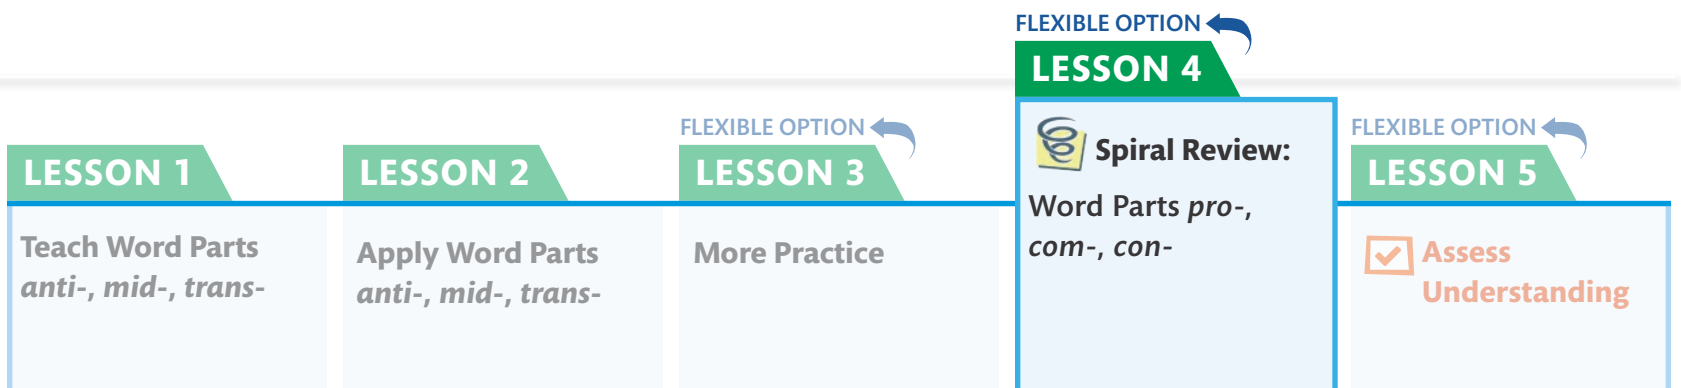 LESSON 1
Teach Word Parts
anti-, mid-, trans-
LESSON 2
Apply Word Parts
anti-, mid-, trans-
FLEXIBLE OPTION
LESSON 3
More Practice
FLEXIBLE OPTION
LESSON 4
Spiral Review:
Word Parts pro-,
com-, con-
FLEXIBLE OPTION
LESSON 5
Assess
Understanding